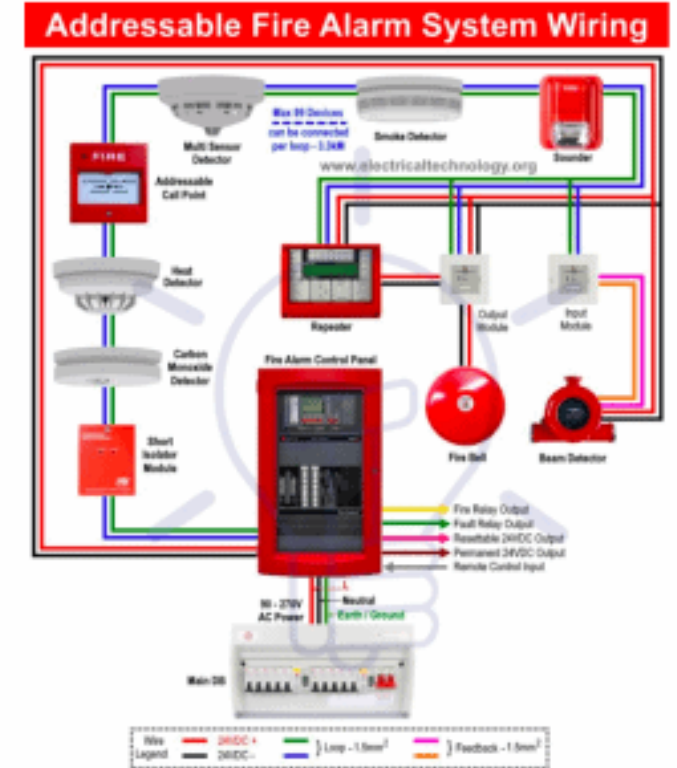 Addressable Fire Alarm System Wiring
Max 99 Devices
can be connected
per loop - 3.5kM
Multi Sensor
Detector
Smoke Detector
Sounder
www.electricaltechnology.org
FIRE
Addressable
Call Point
Heat
Detector
Repeater
Output
Module
Input
Module
Carbon
Monoxide
Detector
Fire Alarm Control Panel
Short
Isolator
Module
Fire Bell
Beam Detector
Fire Relay Output
Fault Relay Output
Resettable 24VDC Output
Permanent 24VDC Output
Remote Control Input
L
90 - 270V
AC Power
Neutral
Earth / Ground
Main DB
Wire
Legend
24VDC +
24VDC -
} Loop - 1.5mm²
} Feedback - 1.5mm²